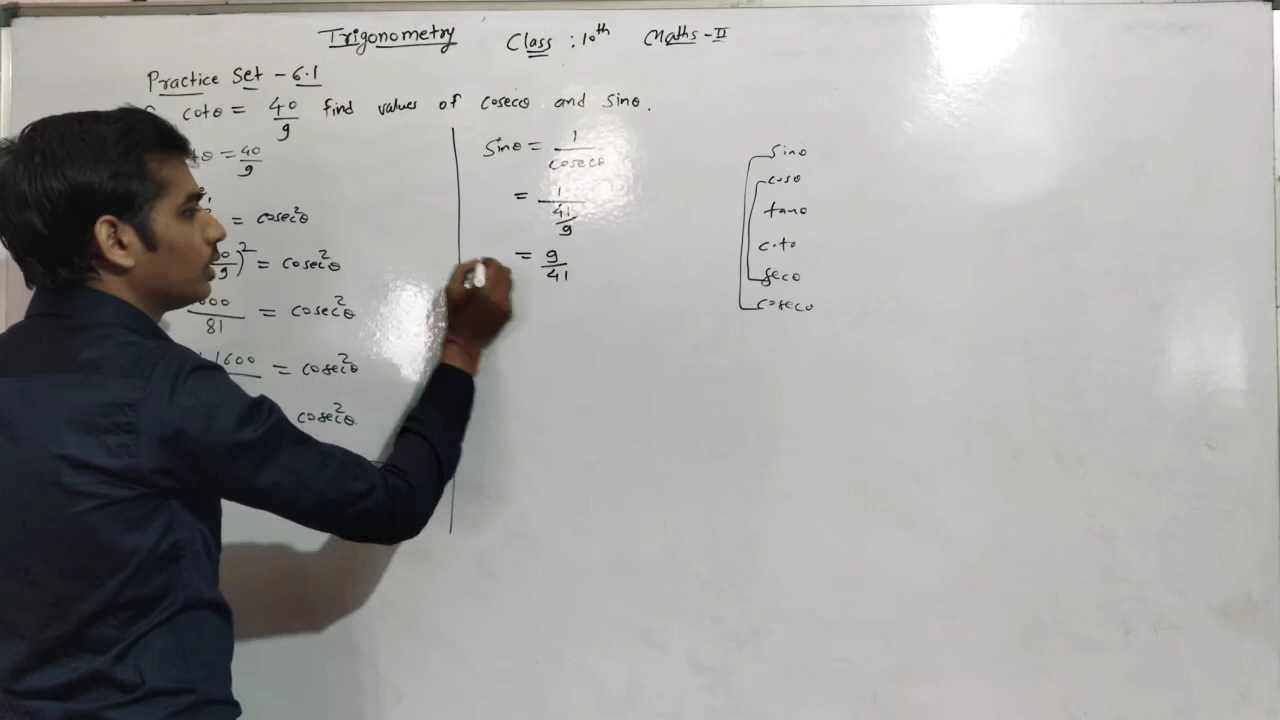 Trigonometry Class : 10th Maths-II
Practice Set - 6.1
cotθ = 40/9 find values of cosecθ and sinθ.
θ = 40/9
= cosec²θ
)² = cosec²θ
81 = cosec²θ
1600 = cosec²θ
cosec²θ
sinθ = 1/cosecθ
= 1/(41/9)
= 9/41
sinθ
cosθ
tanθ
cotθ
secθ
cosecθ